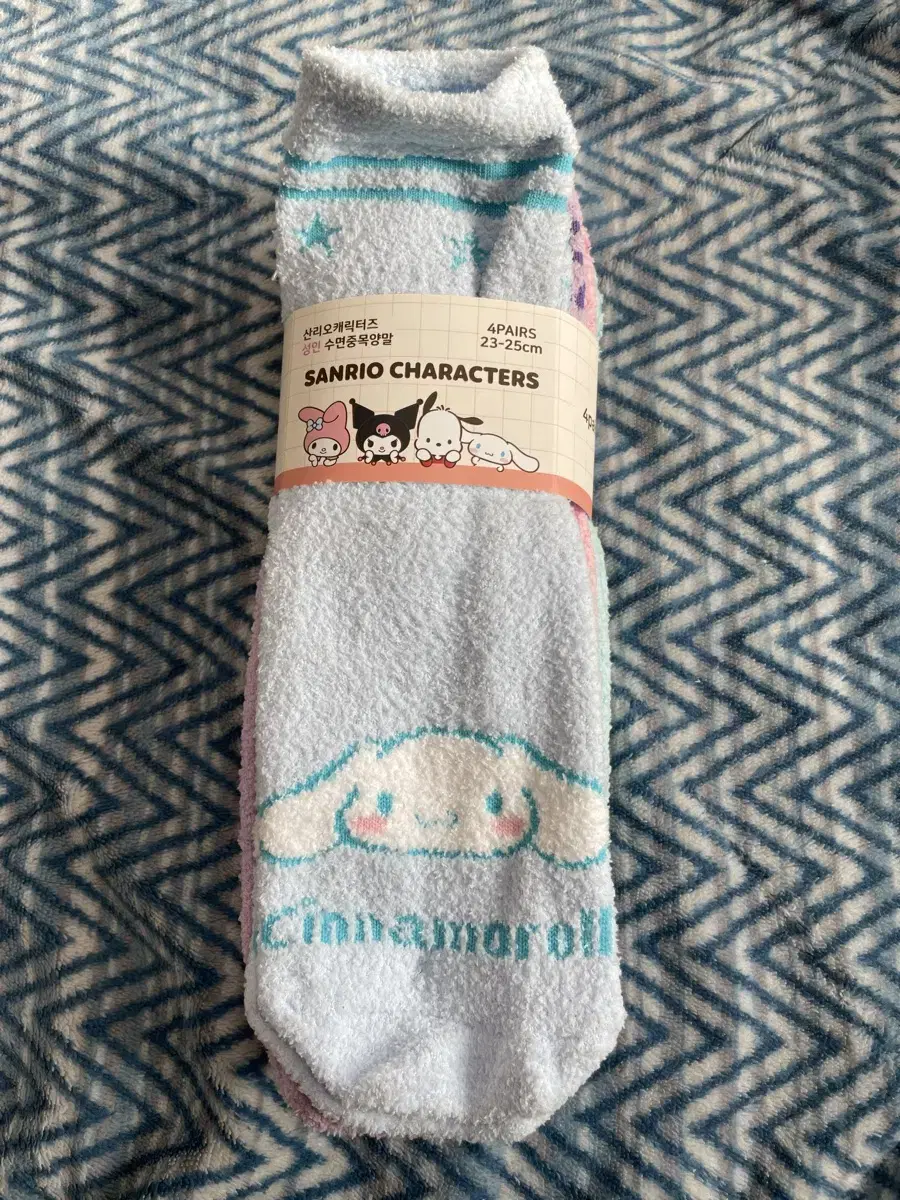 산리오캐릭터즈
성인 수면중목양말
4PAIRS
23-25cm
SANRIO CHARACTERS
Cinnamoroll